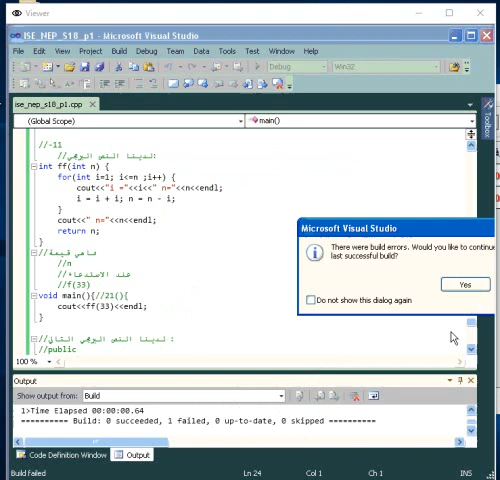 Viewer
ISE_NEP_S18_p1 - Microsoft Visual Studio
File Edit View Project Build Debug Team Data Tools Test Window Help
Debug Win32
ise_nep_s18_p1.cpp
(Global Scope) main()
Toolbox
//-11
//لدينا النص البرمجي:
int ff(int n) {
for(int i=1; i<=n ;i++) {
cout<<"i ="<<i<<" n="<<n<<endl;
i = i + i; n = n - i;
}
cout<<" n="<<n<<endl;
return n;
}
//ماهي قيمة
//n
//عند الاستدعاء
//f(33)
void main(){//21(){
cout<<ff(33)<<endl;
}
//لدينا النص البرمجي التالي :
//public
100 %
Microsoft Visual Studio
There were build errors. Would you like to continue
last successful build?
Yes
Do not show this dialog again
Output
Show output from: Build
1>Time Elapsed 00:00:00.64
========== Build: 0 succeeded, 1 failed, 0 up-to-date, 0 skipped ==========
Code Definition Window Output
Build failed Ln 24 Col 1 Ch 1 INS